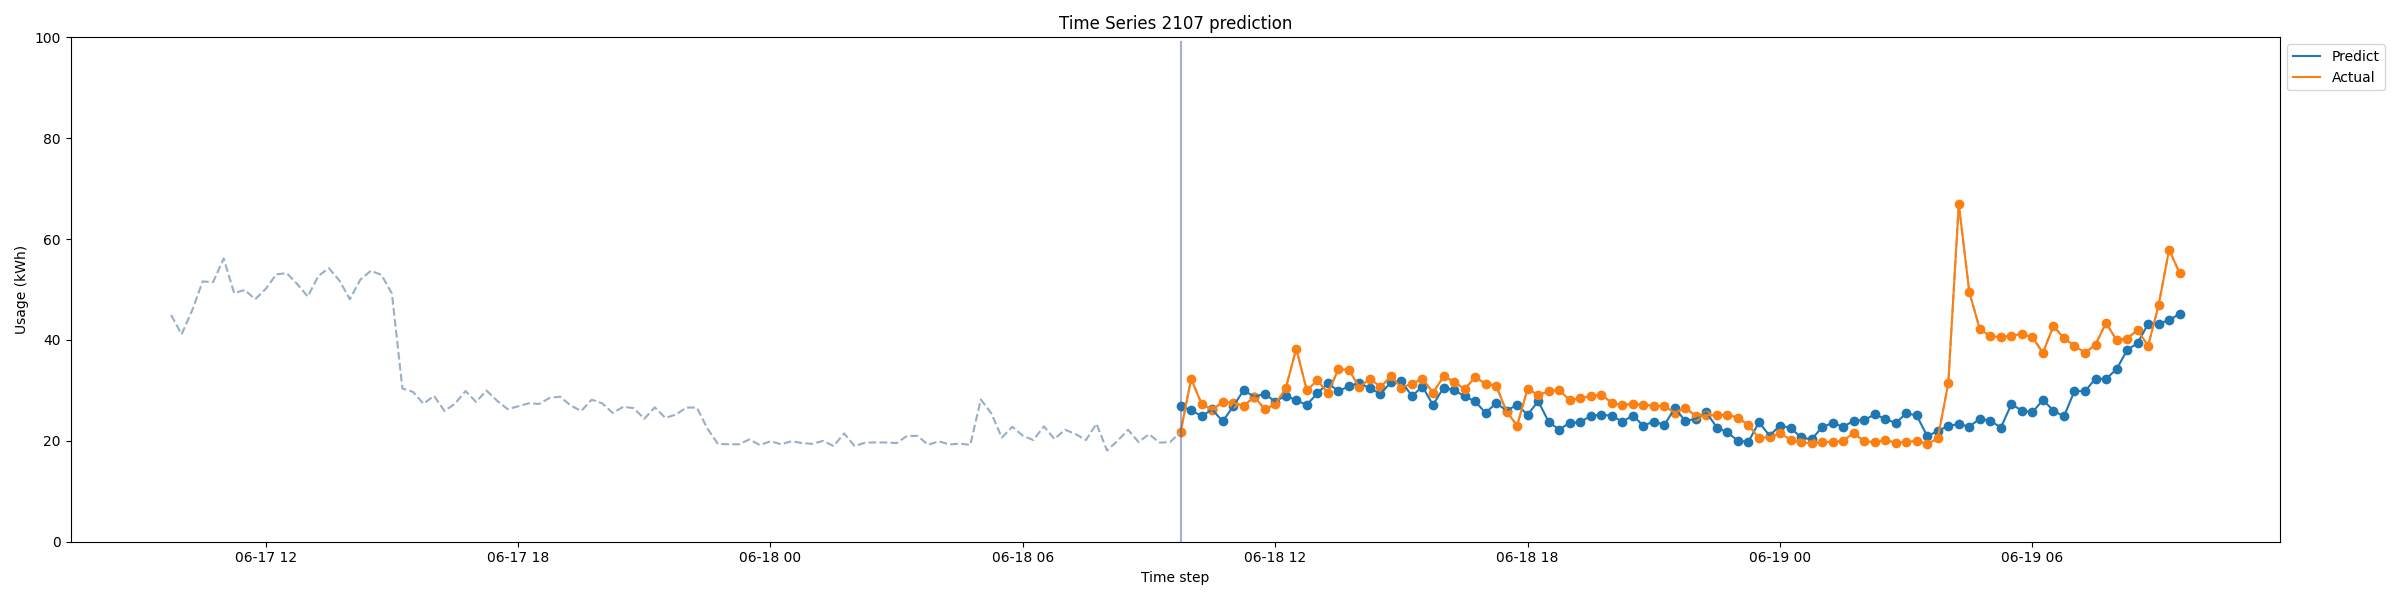 Time Series 2107 prediction
Usage (kWh)
100
80
60
40
20
0
06-17 12
06-17 18
06-18 00
06-18 06
06-18 12
06-18 18
06-19 00
06-19 06
Time step
Predict
Actual